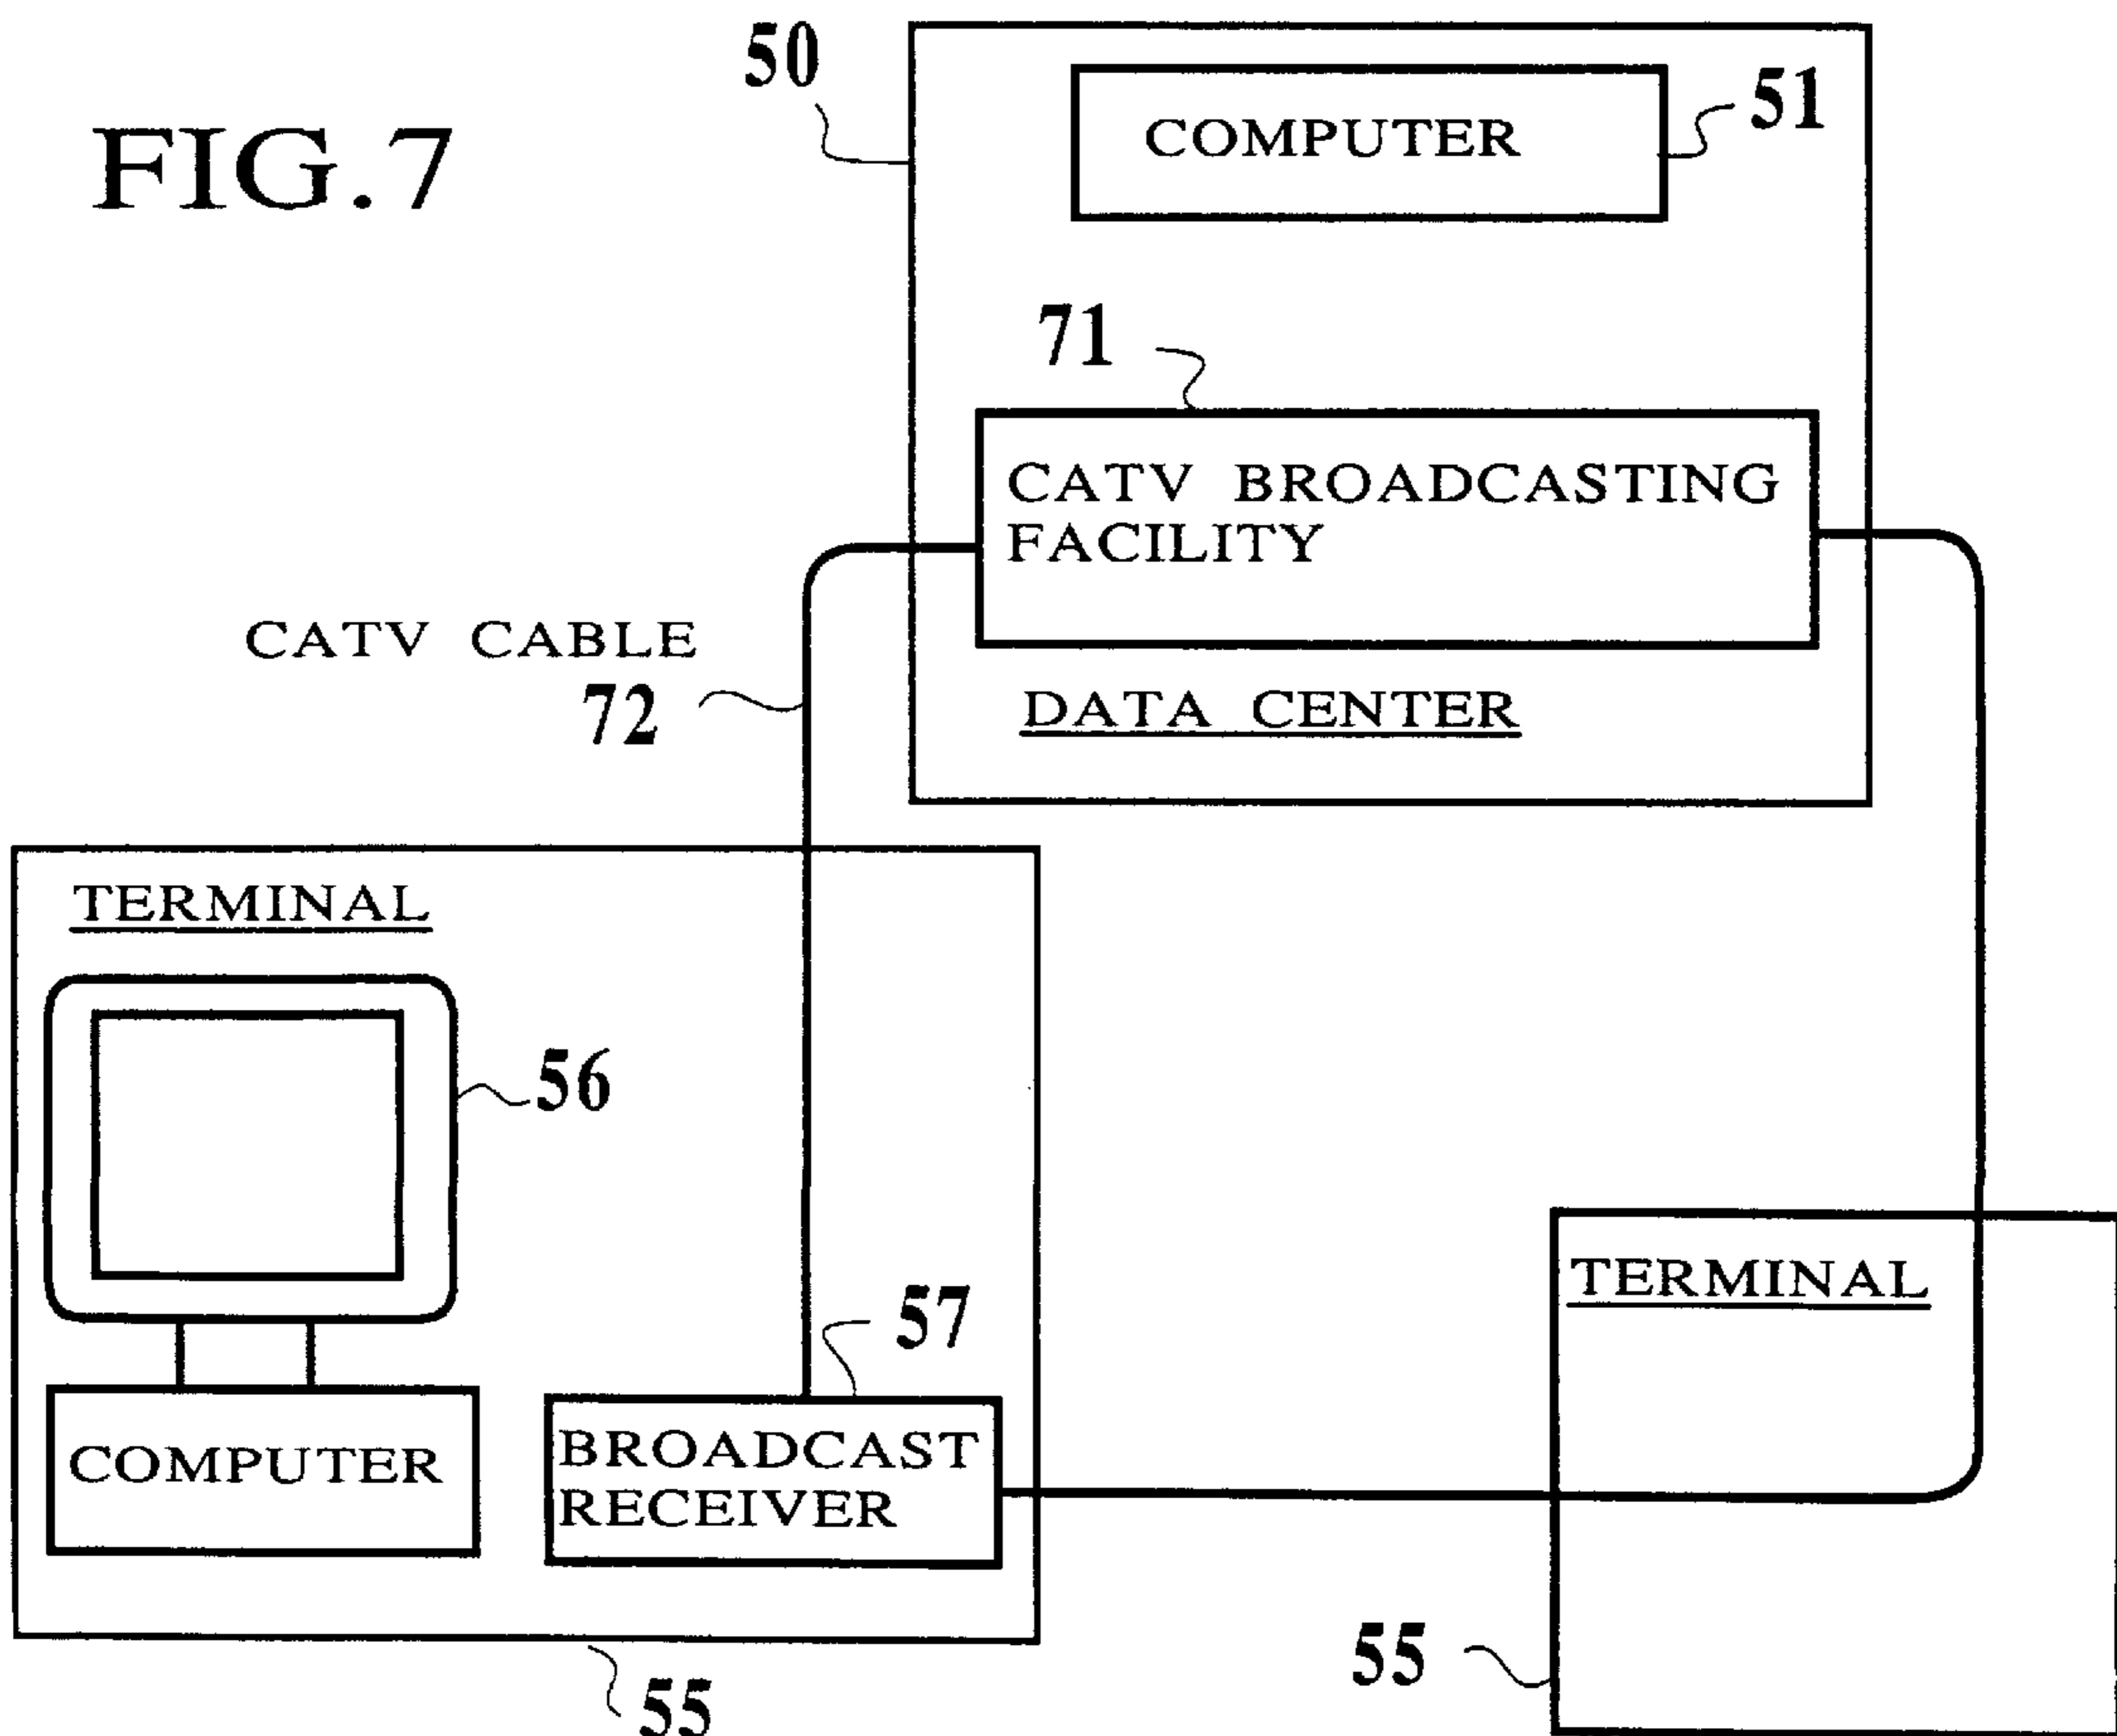 FIG.7
50
COMPUTER
51
71
CATV BROADCASTING
FACILITY
CATV CABLE
72
DATA CENTER
TERMINAL
56
57
COMPUTER
BROADCAST
RECEIVER
55
TERMINAL
55